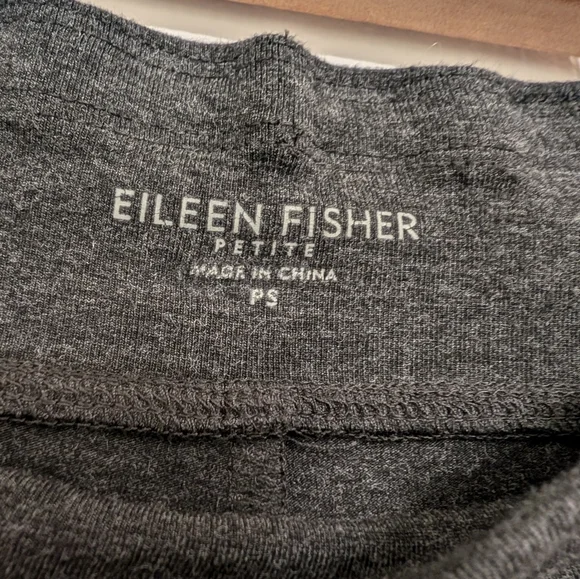 EILEEN FISHER
PETITE
MADE IN CHINA
PS